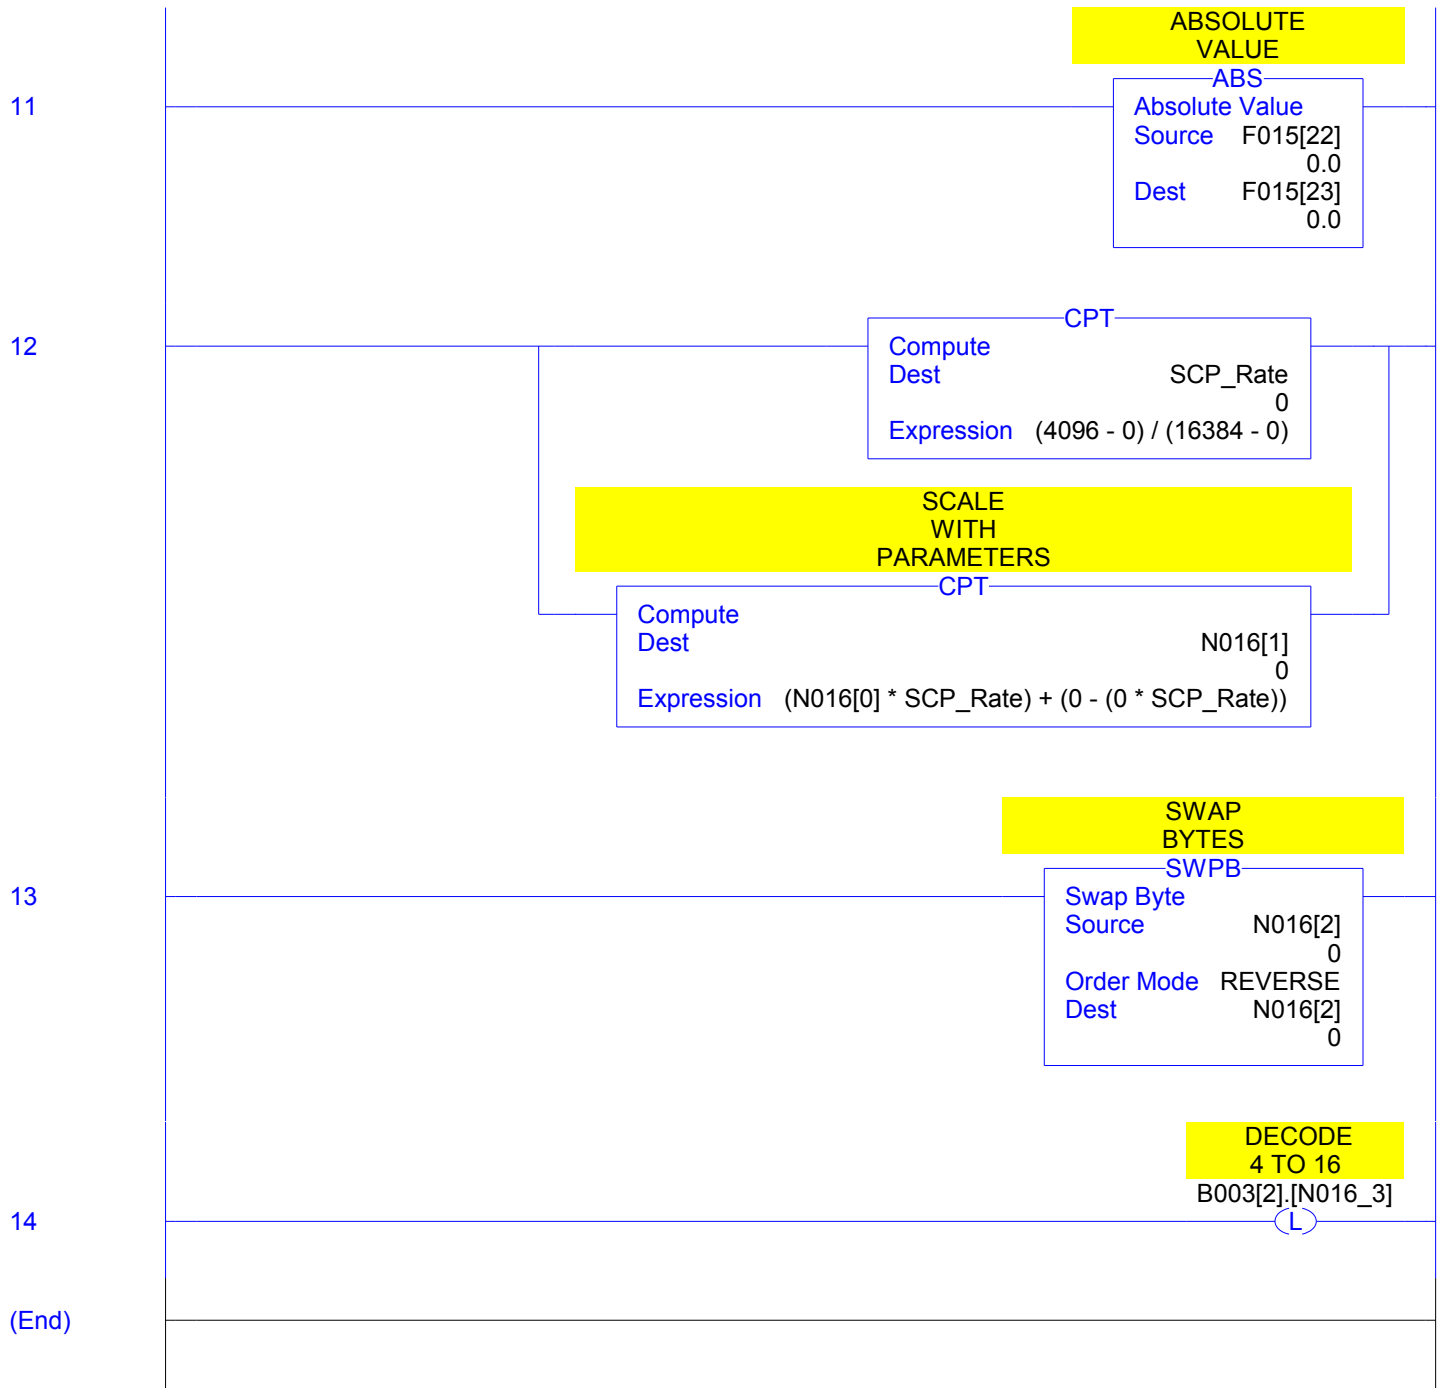 ABSOLUTE
VALUE
ABS
11
Absolute Value
Source F015[22]
0.0
Dest F015[23]
0.0
CPT
12
Compute
Dest SCP_Rate
0
Expression (4096 - 0) / (16384 - 0)
SCALE
WITH
PARAMETERS
CPT
Compute
Dest N016[1]
0
Expression (N016[0] * SCP_Rate) + (0 - (0 * SCP_Rate))
SWAP
BYTES
SWPB
13
Swap Byte
Source N016[2]
0
Order Mode REVERSE
Dest N016[2]
0
DECODE
4 TO 16
B003[2].[N016_3]
14
L
(End)